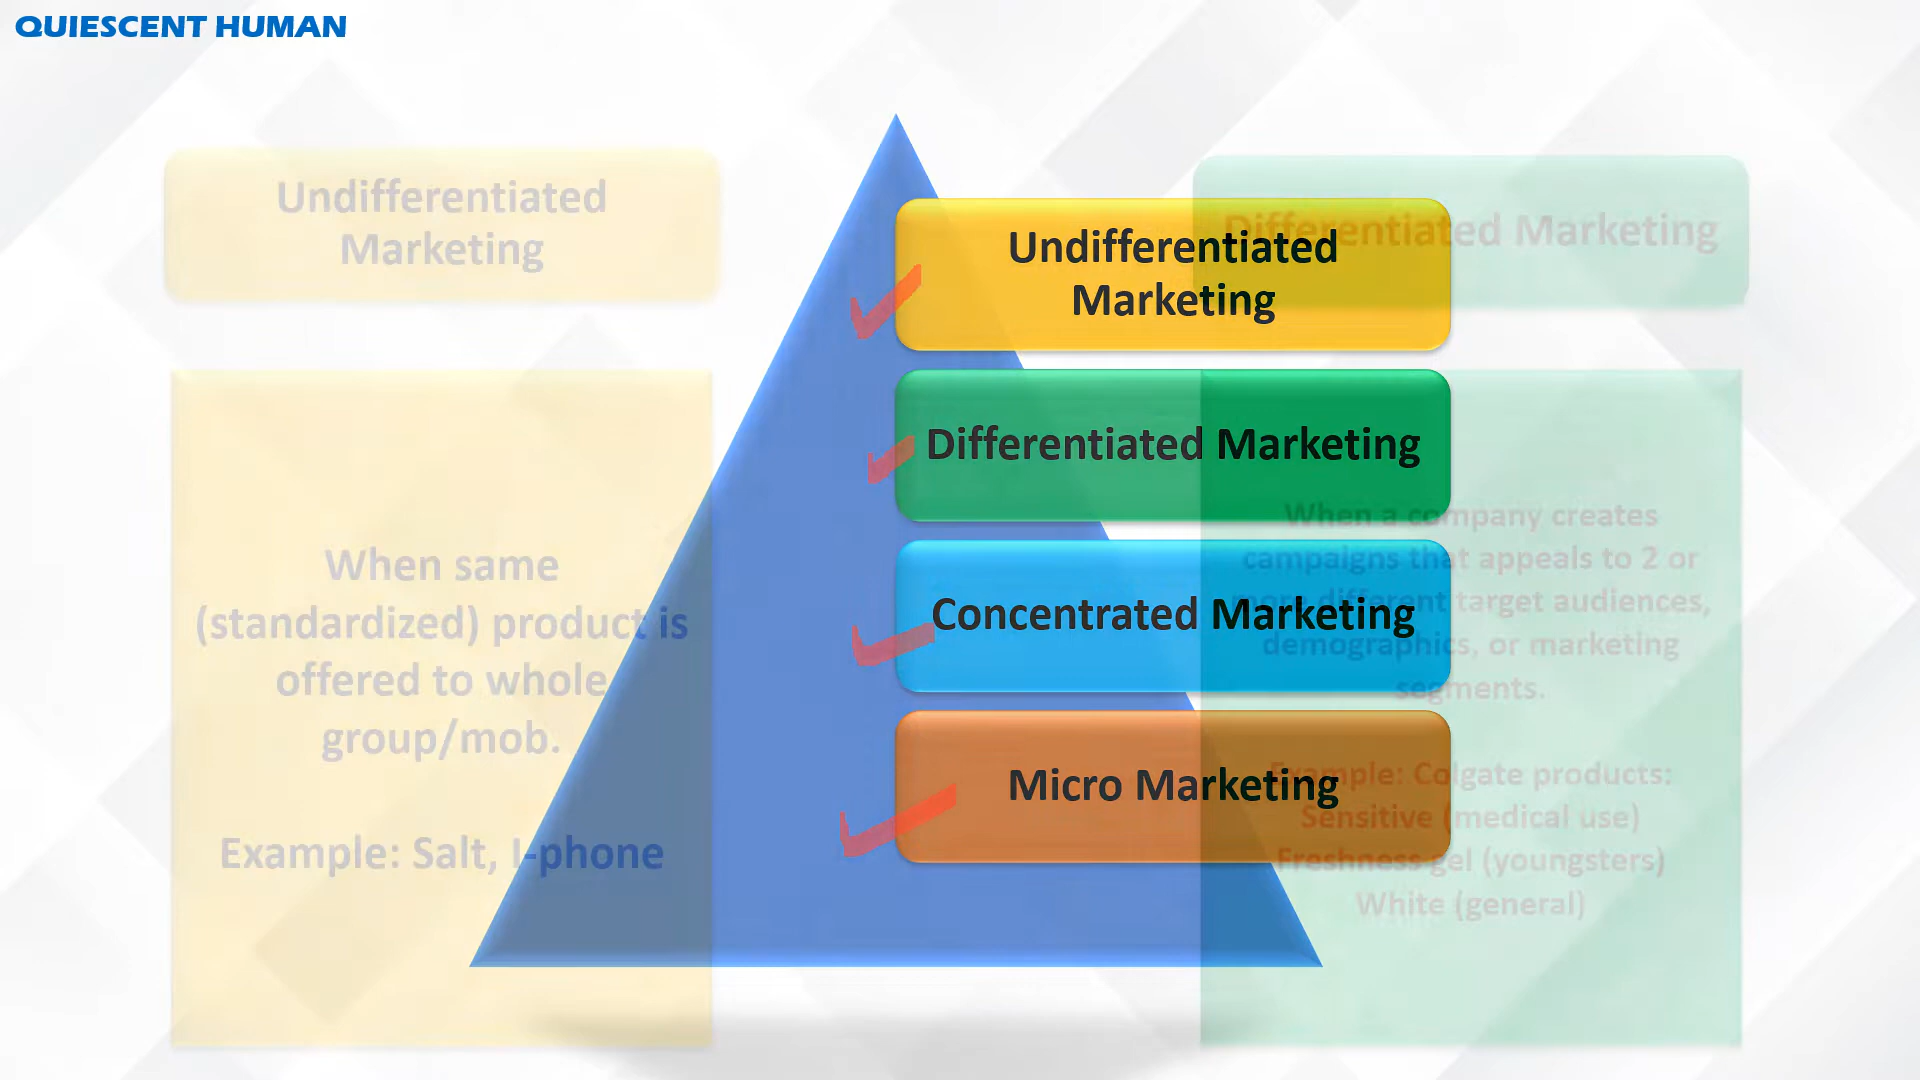 QUIESCENT HUMAN
Undifferentiated
Marketing
When same
(standardized) product is
offered to whole
group/mob.
Example: Salt, I-phone
Undifferentiated
Marketing
Differentiated Marketing
Concentrated Marketing
Micro Marketing
Differentiated Marketing
When a company creates
campaigns that appeals to 2 or
more different target audiences,
demographics, or marketing
segments.
Example: Colgate products:
Sensitive (medical use)
Freshness gel (youngsters)
White (general)